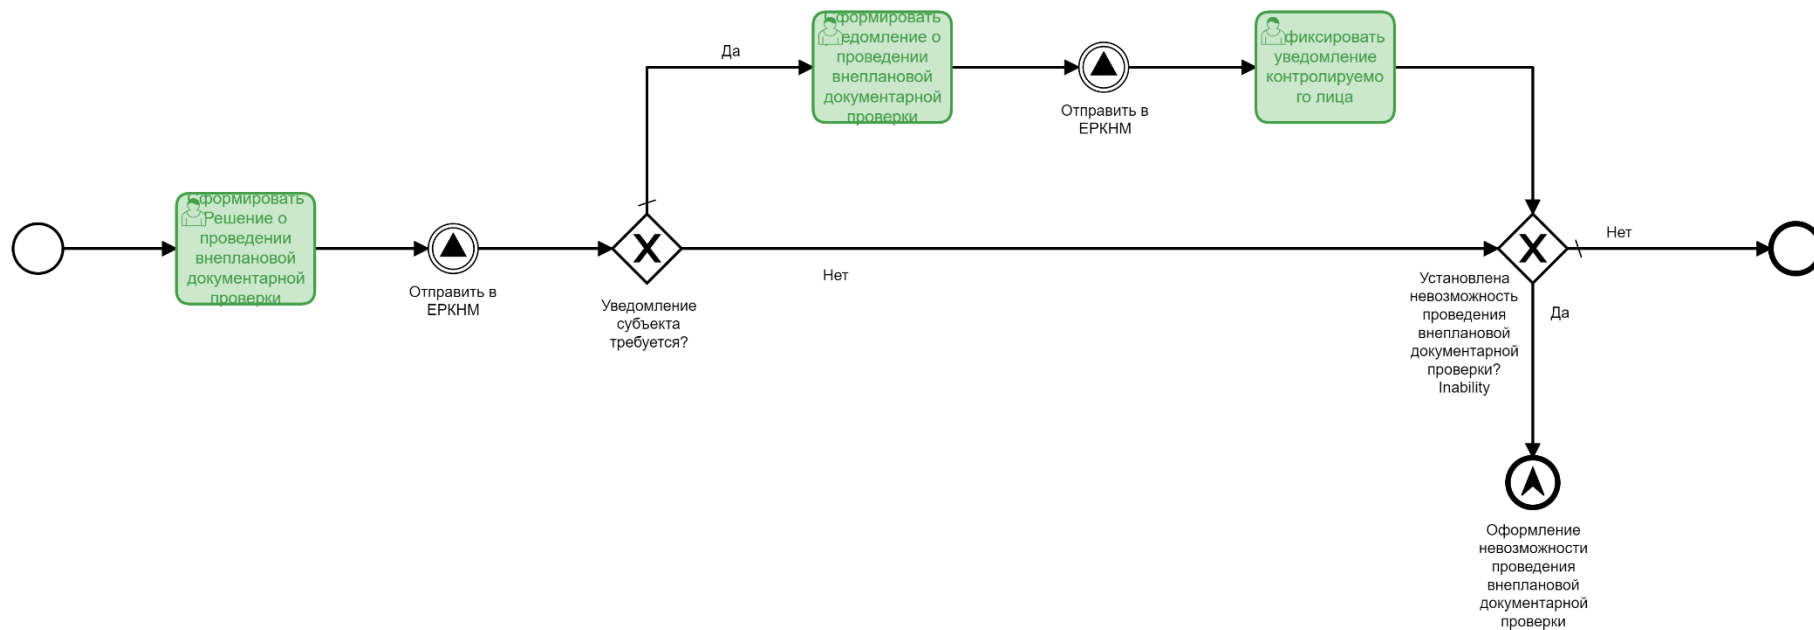 Сформировать
Решение о
проведении
внеплановой
документарной
проверки
Отправить в
ЕРКНМ
Уведомление
субъекта
требуется?
Да
Нет
Сформировать
уведомление о
проведении
внеплановой
документарной
проверки
Отправить в
ЕРКНМ
фиксировать
уведомление
контролируемо
го лица
Установлена
невозможность
проведения
внеплановой
документарной
проверки?
Inability
Нет
Да
Оформление
невозможности
проведения
внеплановой
документарной
проверки